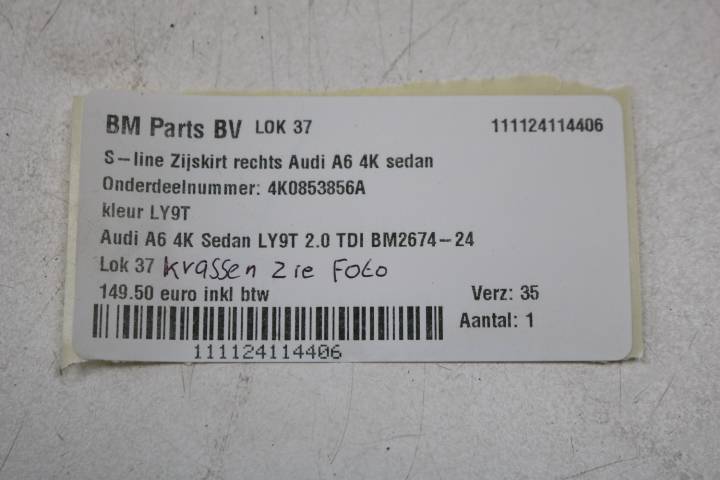 BM Parts BV LOK 37 111124114406
S-line Zijskirt rechts Audi A6 4K sedan
Onderdeelnummer: 4K0853856A
kleur LY9T
Audi A6 4K Sedan LY9T 2.0 TDI BM2674-24
Lok 37 krassen zie Foto
149.50 euro inkl btw Verz: 35
Aantal: 1
111124114406